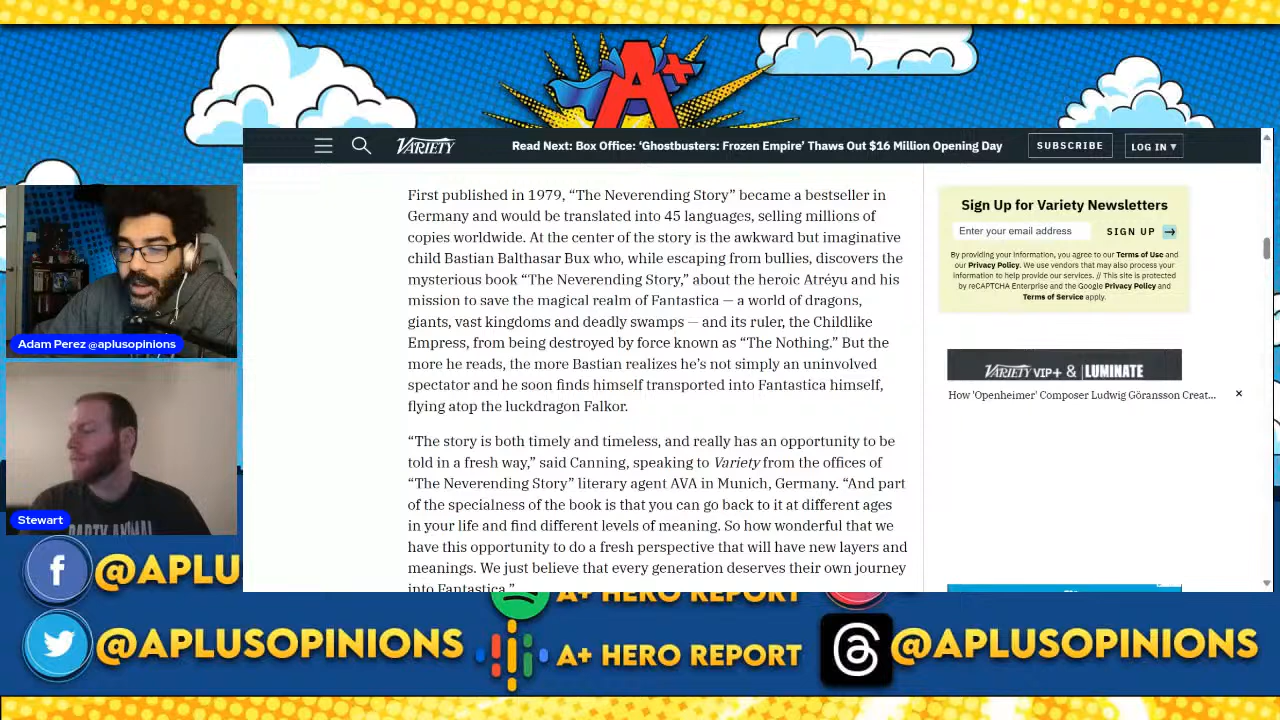 A+
VARIETY
Read Next: Box Office: ‘Ghostbusters: Frozen Empire’ Thaws Out $16 Million Opening Day
SUBSCRIBE
LOG IN ▾
First published in 1979, “The Neverending Story” became a bestseller in
Germany and would be translated into 45 languages, selling millions of
copies worldwide. At the center of the story is the awkward but imaginative
child Bastian Balthasar Bux who, while escaping from bullies, discovers the
mysterious book “The Neverending Story,” about the heroic Atréyu and his
mission to save the magical realm of Fantastica — a world of dragons,
giants, vast kingdoms and deadly swamps — and its ruler, the Childlike
Empress, from being destroyed by force known as “The Nothing.” But the
more he reads, the more Bastian realizes he’s not simply an uninvolved
spectator and he soon finds himself transported into Fantastica himself,
flying atop the luckdragon Falkor.
“The story is both timely and timeless, and really has an opportunity to be
told in a fresh way,” said Canning, speaking to Variety from the offices of
“The Neverending Story” literary agent AVA in Munich, Germany. “And part
of the specialness of the book is that you can go back to it at different ages
in your life and find different levels of meaning. So how wonderful that we
have this opportunity to do a fresh perspective that will have new layers and
meanings. We just believe that every generation deserves their own journey
into Fantastica.”
Sign Up for Variety Newsletters
Enter your email address
SIGN UP →
By providing your information, you agree to our Terms of Use and
our Privacy Policy. We use vendors that may also process your
information to help provide our services. // This site is protected
by reCAPTCHA Enterprise and the Google Privacy Policy and
Terms of Service apply.
VARIETY VIP+ & LUMINATE
How 'Openheimer' Composer Ludwig Göransson Creat...
Adam Perez @aplusopinions
PARTY ANIMAL
Stewart
f
@APLU
A+ HERO REPORT
@APLUSOPINIONS
A+ HERO REPORT
@APLUSOPINIONS